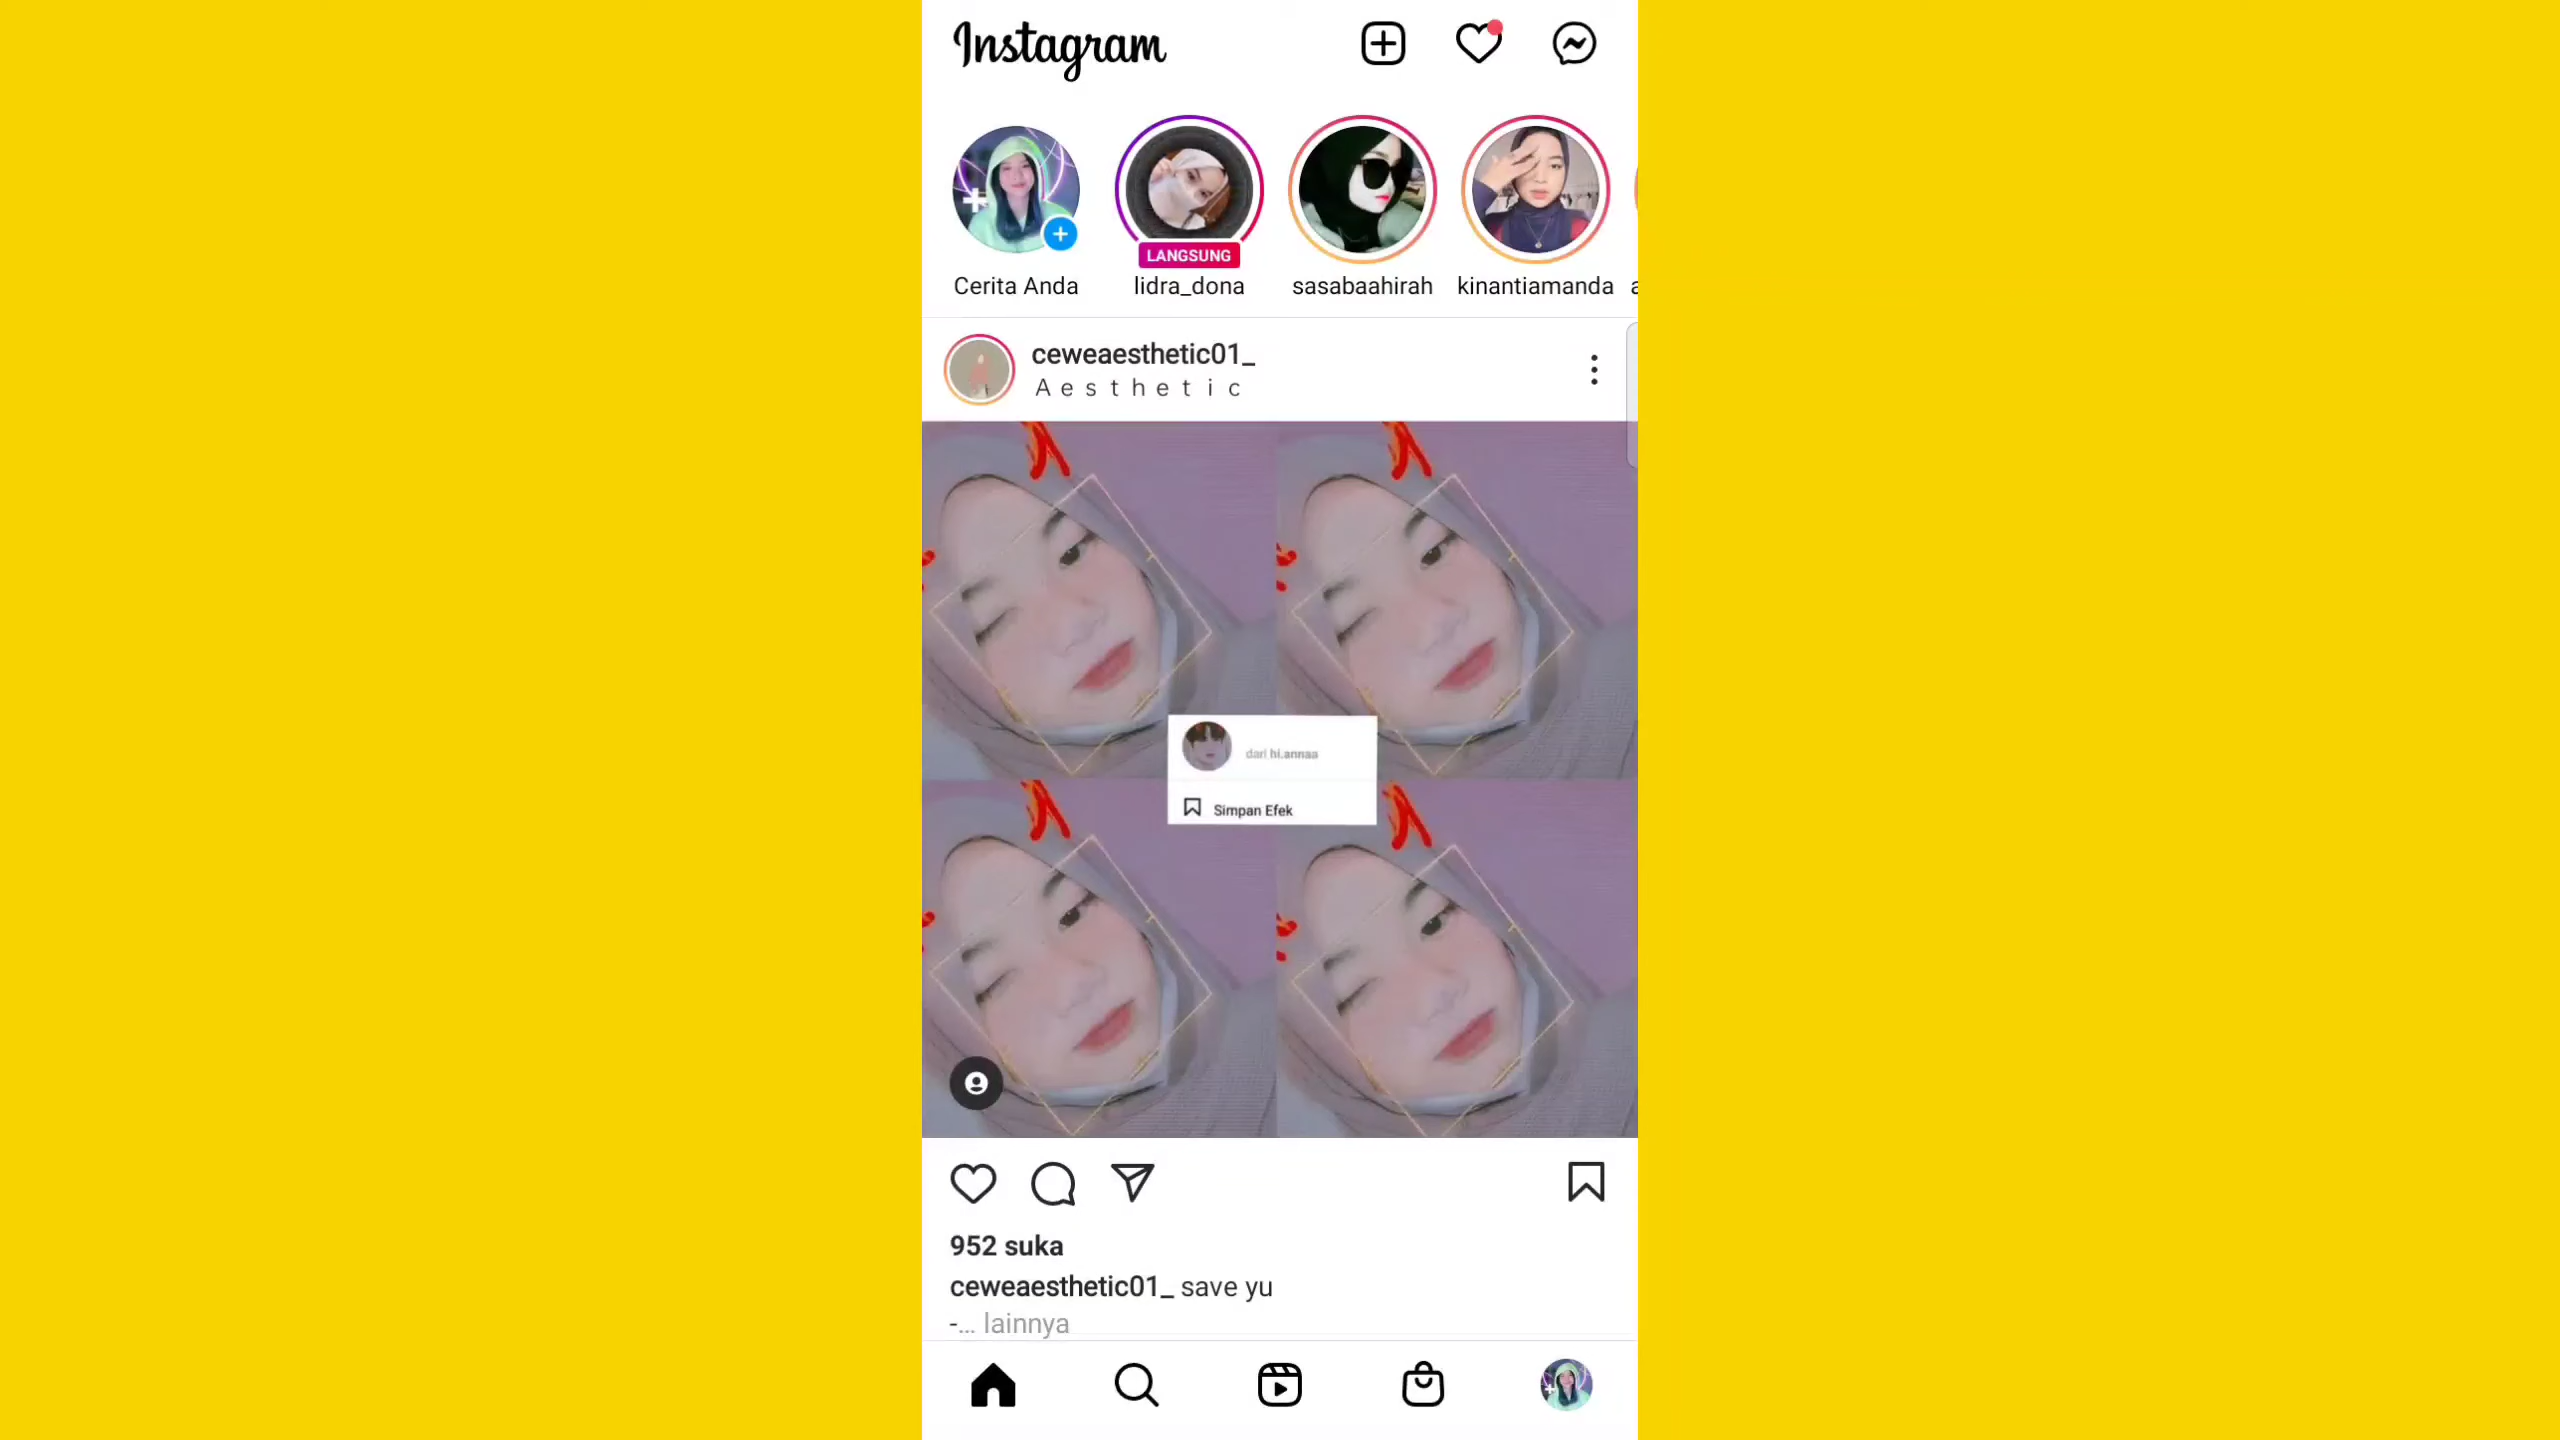 Instagram
LANGSUNG
Cerita Anda
lidra_dona
sasabaahirah
kinantiamanda
ceweaesthetic01_
Aesthetic
dari hi.annaa
Simpan Efek
952 suka
ceweaesthetic01_ save yu
-... lainnya